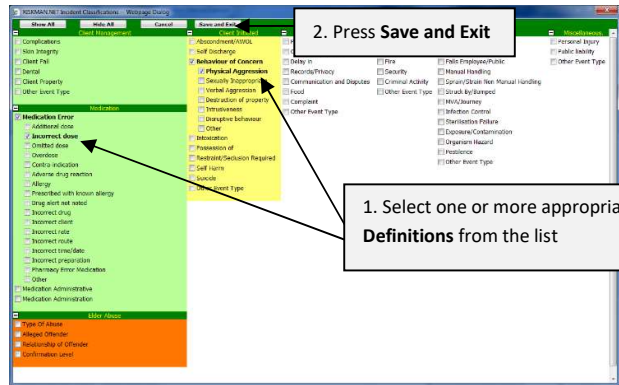 RISKMAN.NET Incident Classifications -- Webpage Dialog
Show All Hide All Cancel Save and Exit
2. Press Save and Exit
Client Management
Complications
Skin Integrity
Client Fall
Dental
Client Property
Other Event Type
Medication
Medication Error
Additional dose
Incorrect dose
Omitted dose
Overdose
Contra indication
Adverse drug reaction
Allergy
Prescribed with known allergy
Drug alert not noted
Incorrect drug
Incorrect client
Incorrect rate
Incorrect route
Incorrect time/date
Incorrect preparation
Pharmacy Error Medication
Other
Medication Administrative
Medication Administration
Elder Abuse
Type Of Abuse
Alleged Offender
Relationship of Offender
Confirmation Level
Client Initiated
Abscondment/AWOL
Self Discharge
Behaviour of Concern
Physical Aggression
Sexually Inappropria
Verbal Aggression
Destruction of property
Intrusiveness
Disruptive behaviour
Other
Intoxication
Possession of
Restraint/Seclusion Required
Self Harm
Suicide
Other Event Type
Delay in
Records/Privacy
Communication and Disputes
Food
Complaint
Other Event Type
Fire
Security
Criminal Activity
Other Event Type
Falls Employee/Public
Manual Handling
Sprain/Strain Non Manual Handling
Struck By/Bumped
MVA/Journey
Infection Control
Sterilisation Failure
Exposure/Contamination
Organism Hazard
Pestilence
Other Event Type
Miscellaneous
Personal Injury
Public liability
Other Event Type
1. Select one or more appropria
Definitions from the list